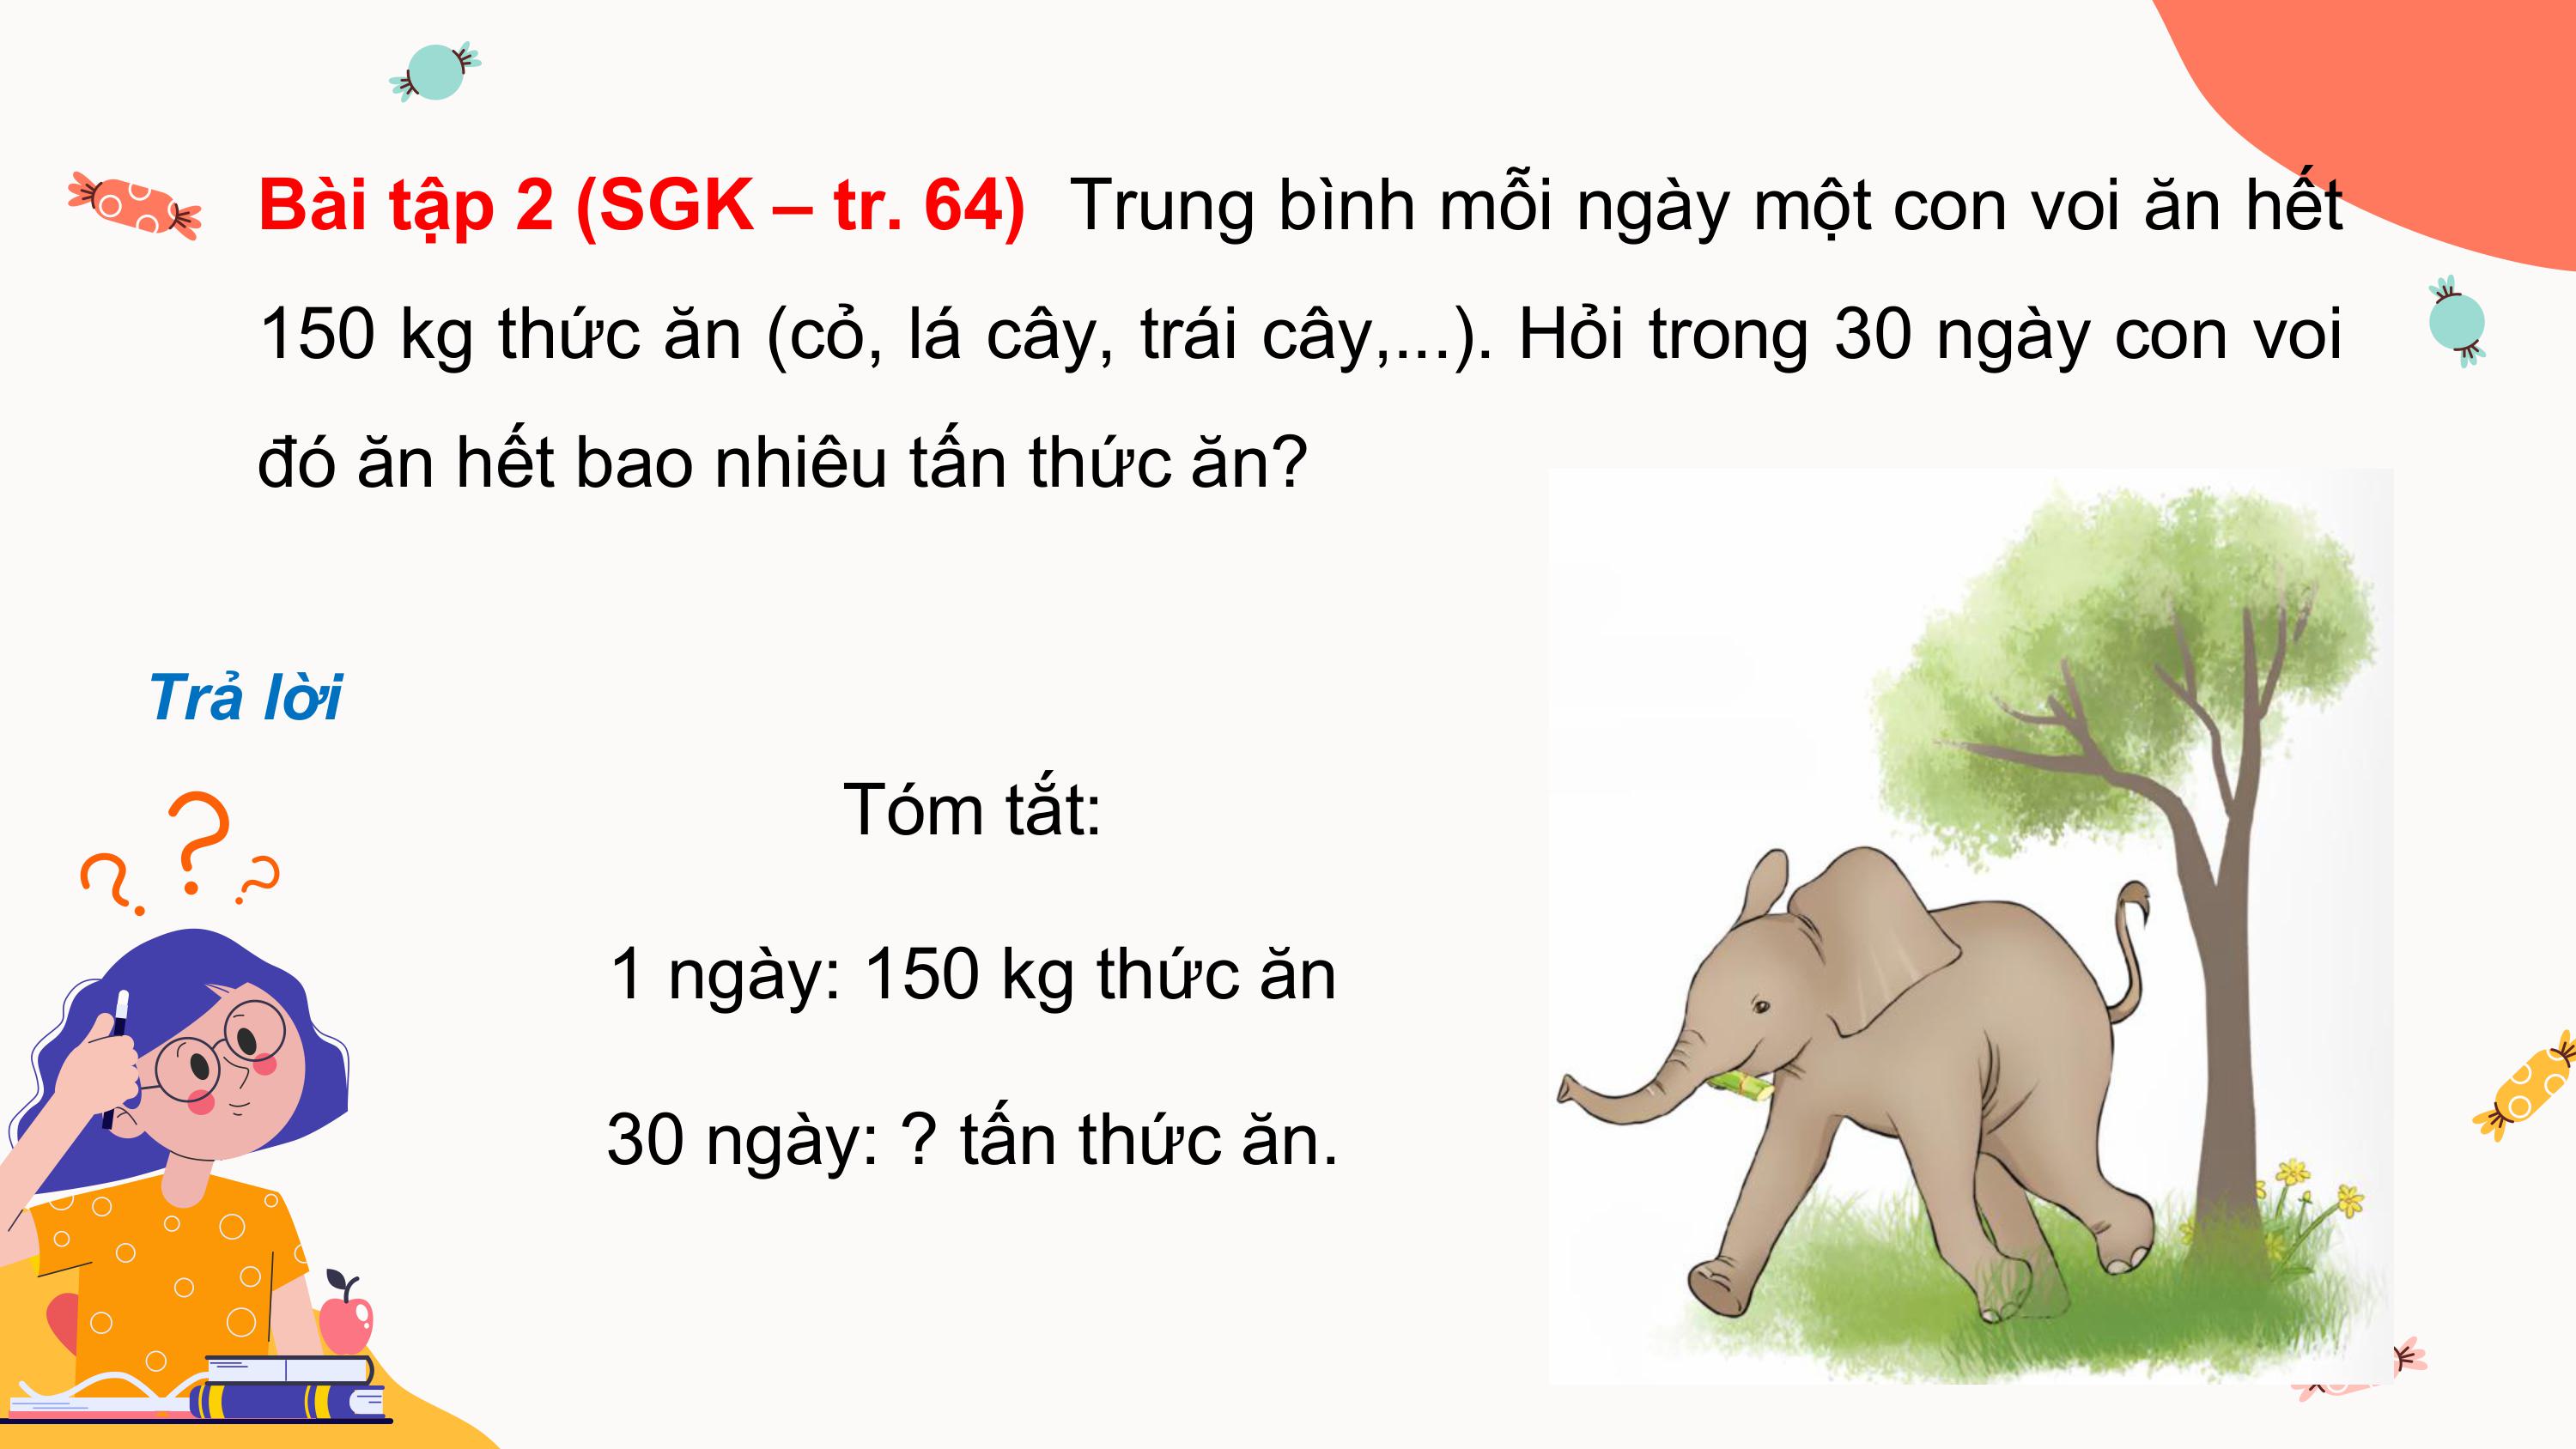 Bài tập 2 (SGK – tr. 64) Trung bình mỗi ngày một con voi ăn hết
150 kg thức ăn (cỏ, lá cây, trái cây,...). Hỏi trong 30 ngày con voi
đó ăn hết bao nhiêu tấn thức ăn?
Trả lời
Tóm tắt:
1 ngày: 150 kg thức ăn
30 ngày: ? tấn thức ăn.